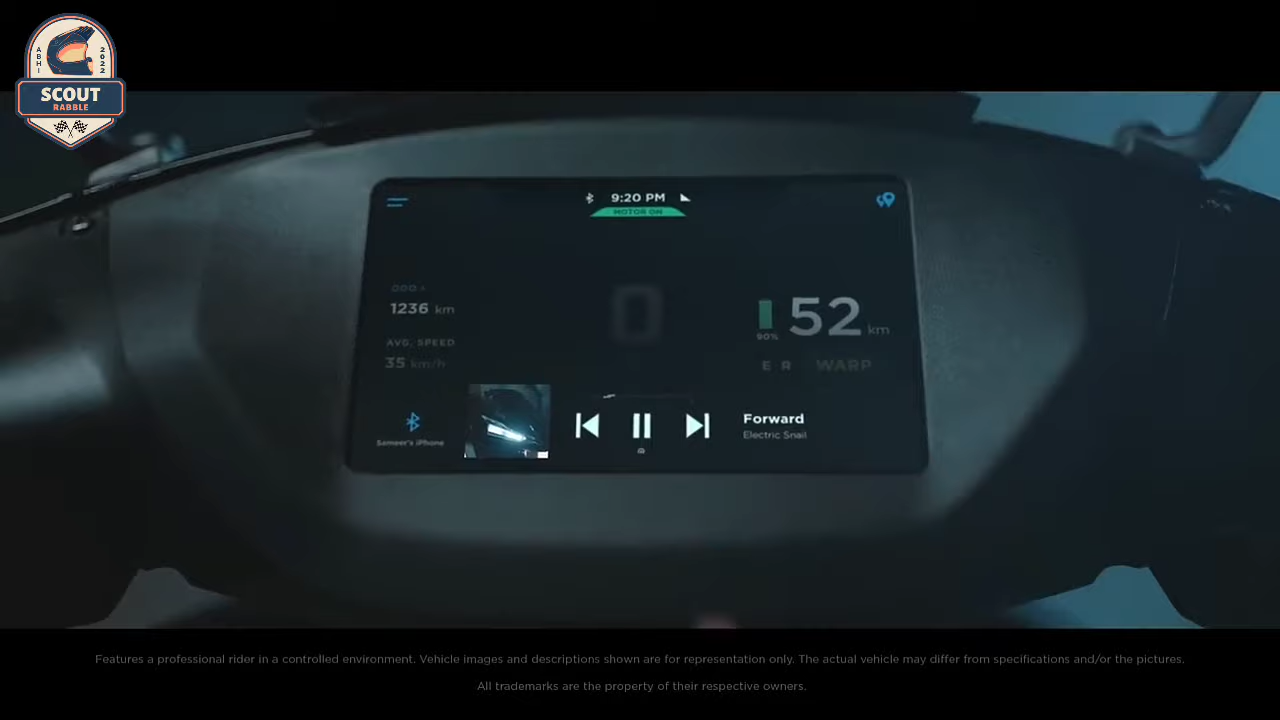 ABHI
2022
SCOUT
RABBLE
9:20 PM
MOTOR ON
ODO
1236 km
0
90%
52 km
AVG. SPEED
35 km/h
E R WARP
Sameer's iPhone
Forward
Electric Snail
Features a professional rider in a controlled environment. Vehicle images and descriptions shown are for representation only. The actual vehicle may differ from specifications and/or the pictures.
All trademarks are the property of their respective owners.